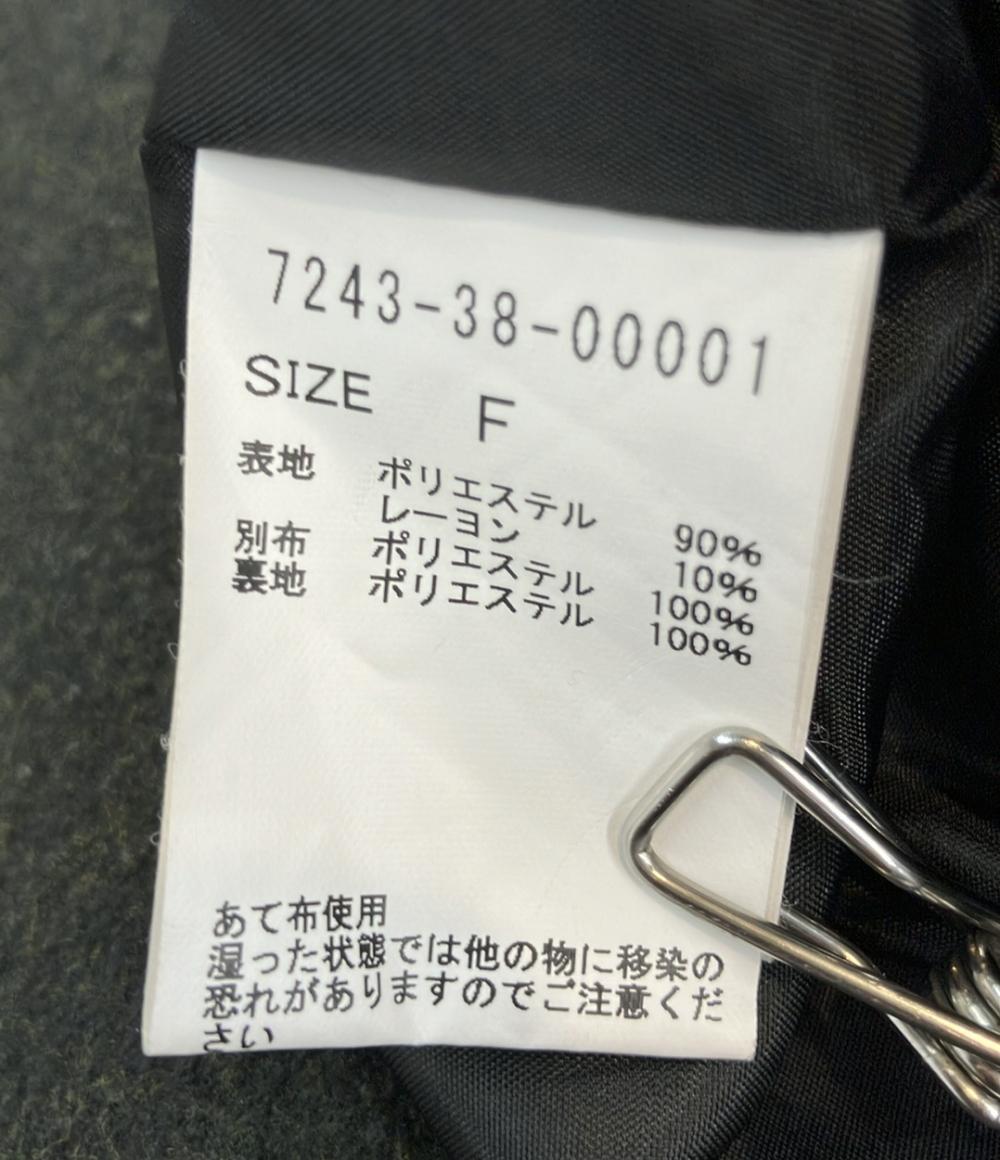 7243-38-00001
SIZE F
表地 ポリエステル 90%
レーヨン 10%
別布 ポリエステル 100%
裏地 ポリエステル 100%
あて布使用
湿った状態では他の物に移染の
恐れがありますのでご注意くだ
さい